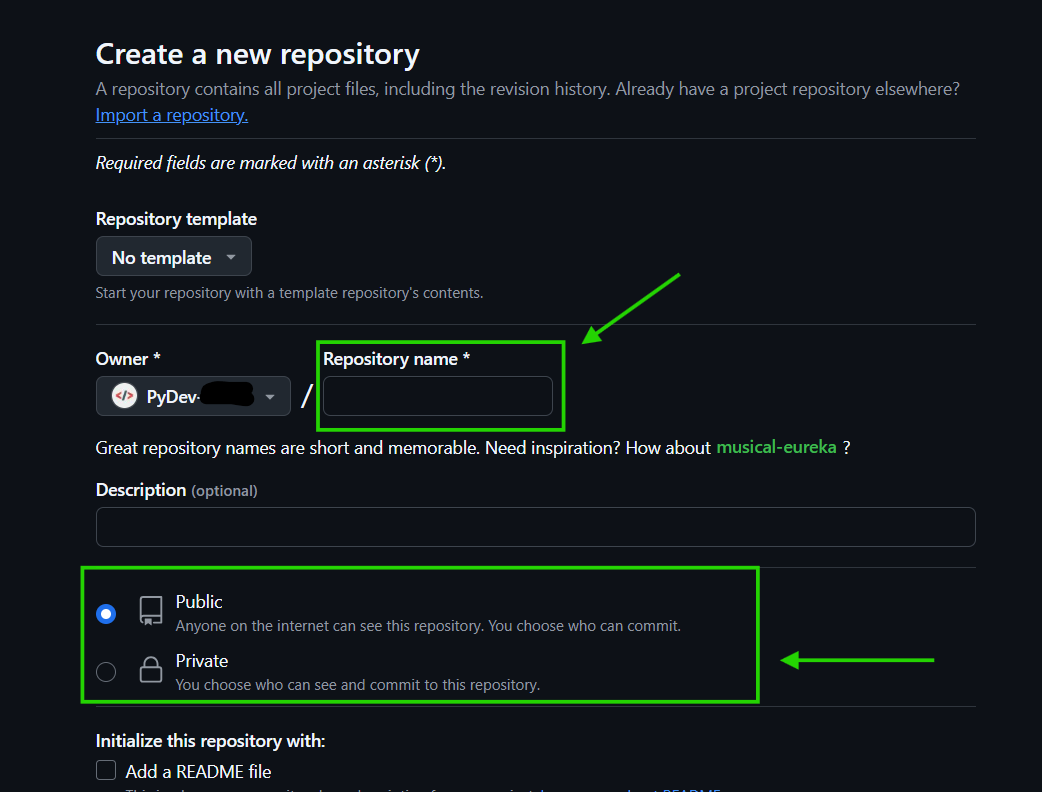 Create a new repository
A repository contains all project files, including the revision history. Already have a project repository elsewhere?
Import a repository.
Required fields are marked with an asterisk (*).
Repository template
No template
Start your repository with a template repository's contents.
Owner *
Repository name *
</> PyDev-
/
Great repository names are short and memorable. Need inspiration? How about musical-eureka ?
Description (optional)
Public
Anyone on the internet can see this repository. You choose who can commit.
Private
You choose who can see and commit to this repository.
Initialize this repository with:
Add a README file